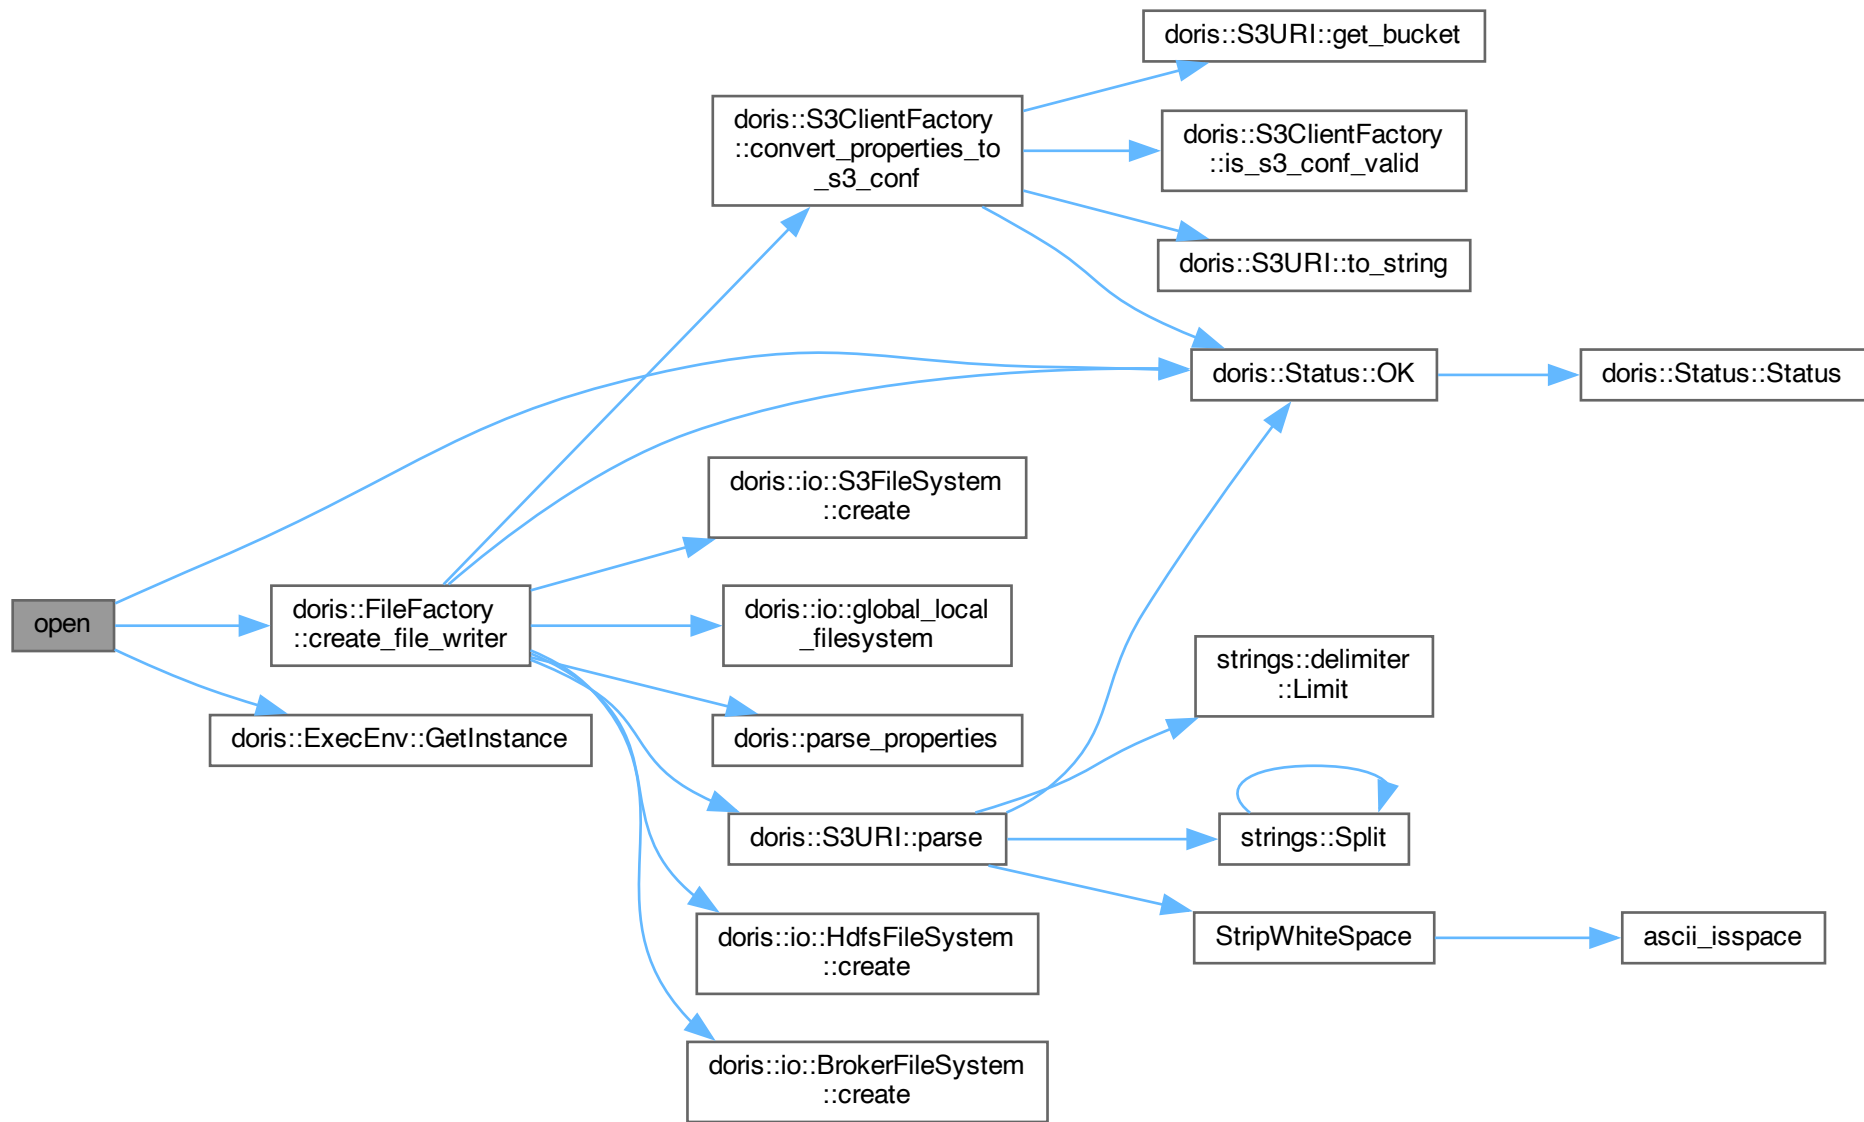 doris::S3URI::get_bucket
doris::S3ClientFactory
::convert_properties_to
_s3_conf
doris::S3ClientFactory
::is_s3_conf_valid
doris::S3URI::to_string
doris::Status::OK
doris::Status::Status
doris::io::S3FileSystem
::create
open
doris::FileFactory
::create_file_writer
doris::io::global_local
_filesystem
strings::delimiter
::Limit
doris::ExecEnv::GetInstance
doris::parse_properties
doris::S3URI::parse
strings::Split
doris::io::HdfsFileSystem
::create
StripWhiteSpace
ascii_isspace
doris::io::BrokerFileSystem
::create